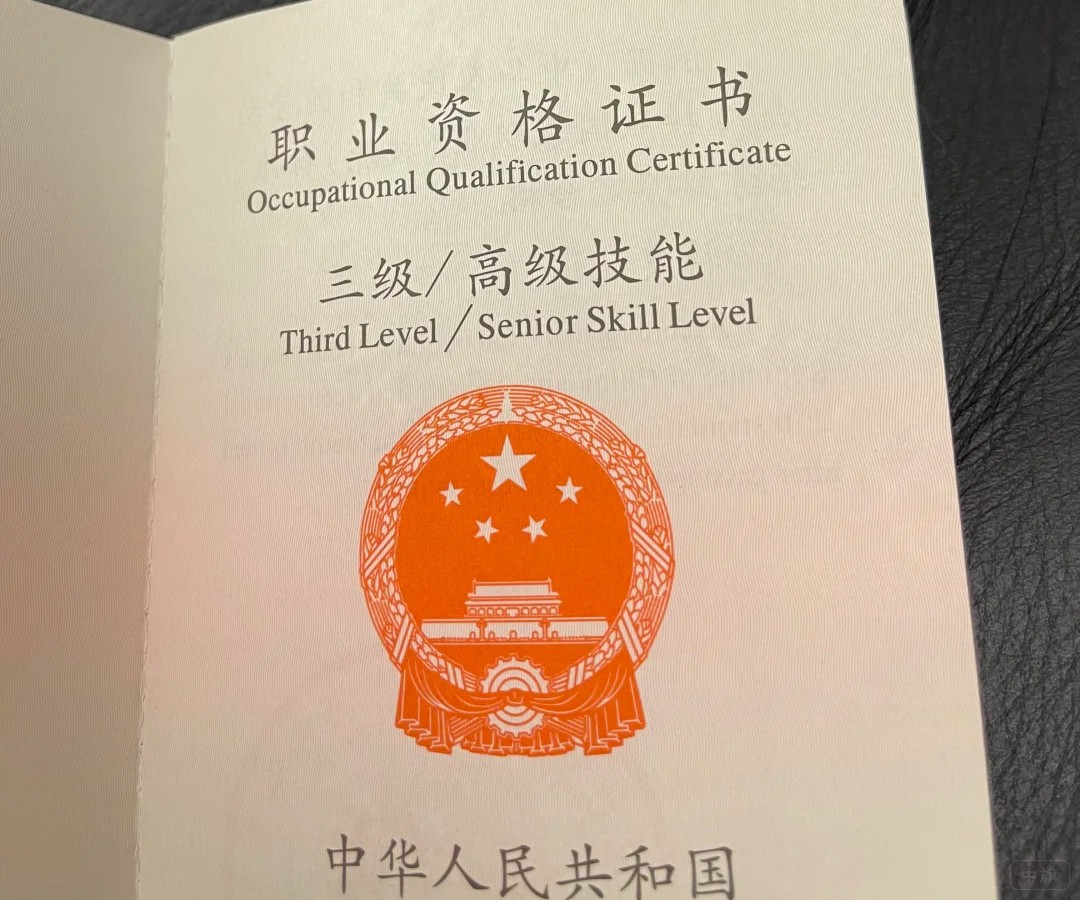 职业资格证书
Occupational Qualification Certificate
三级/高级技能
Third Level / Senior Skill Level
中华人民共和国